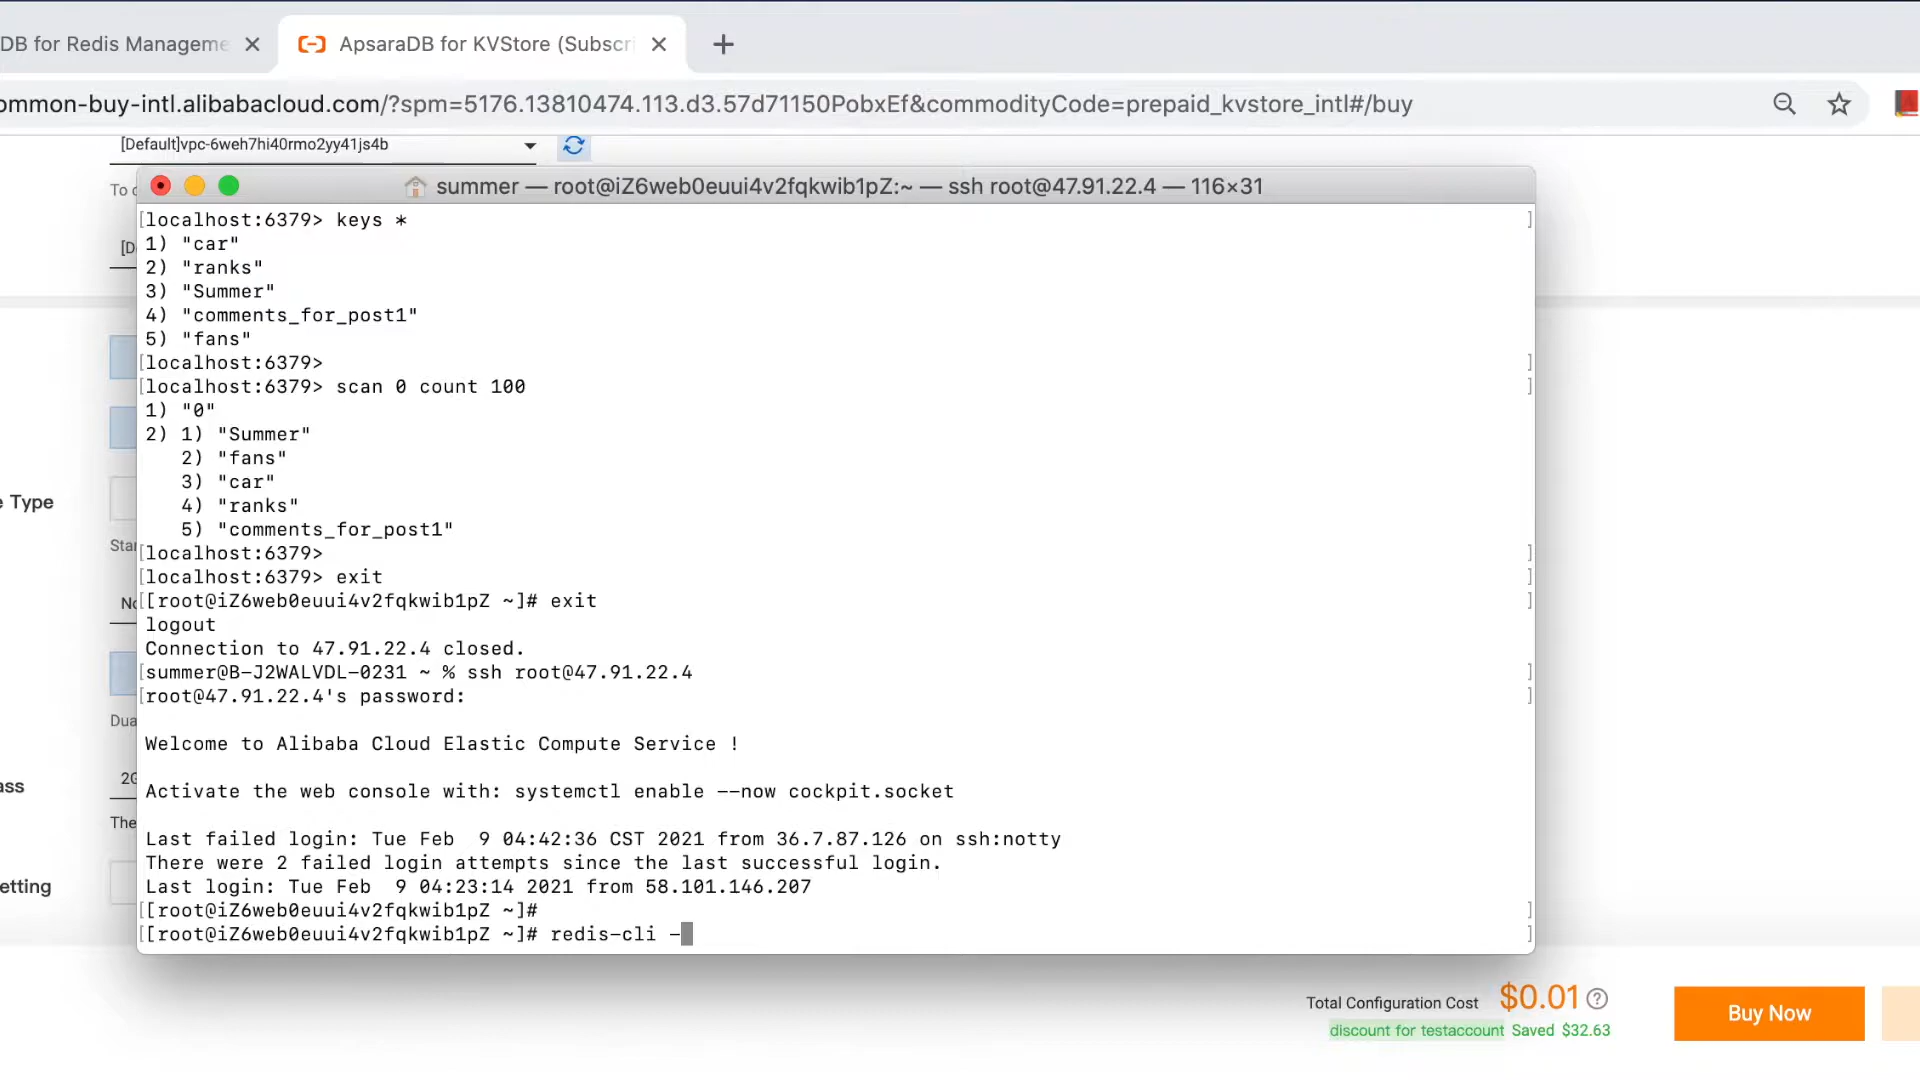 DB for Redis Manageme
ApsaraDB for KVStore (Subscri
ommon-buy-intl.alibabacloud.com/?spm=5176.13810474.113.d3.57d71150PobxEf&commodityCode=prepaid_kvstore_intl#/buy
[Default]vpc-6weh7hi40rmo2yy41js4b
To c
summer — root@iZ6web0euui4v2fqkwib1pZ:~ — ssh root@47.91.22.4 — 116×31
[localhost:6379> keys * ]
1) "car"
[D
2) "ranks"
3) "Summer"
4) "comments_for_post1"
5) "fans"
[localhost:6379> ]
[localhost:6379> scan 0 count 100 ]
1) "0"
2) 1) "Summer"
2) "fans"
3) "car"
e Type
4) "ranks"
5) "comments_for_post1"
Star
[localhost:6379> ]
[localhost:6379> exit ]
No
[[root@iZ6web0euui4v2fqkwib1pZ ~]# exit ]
logout
Connection to 47.91.22.4 closed.
[summer@B-J2WALVDL-0231 ~ % ssh root@47.91.22.4 ]
[root@47.91.22.4's password: ]
Dua
Welcome to Alibaba Cloud Elastic Compute Service !
ass
2G
Activate the web console with: systemctl enable --now cockpit.socket
The
Last failed login: Tue Feb  9 04:42:36 CST 2021 from 36.7.87.126 on ssh:notty
There were 2 failed login attempts since the last successful login.
etting
Last login: Tue Feb  9 04:23:14 2021 from 58.101.146.207
[[root@iZ6web0euui4v2fqkwib1pZ ~]# ]
[[root@iZ6web0euui4v2fqkwib1pZ ~]# redis-cli - ]
Total Configuration Cost $0.01
discount for testaccount Saved $32.63
Buy Now